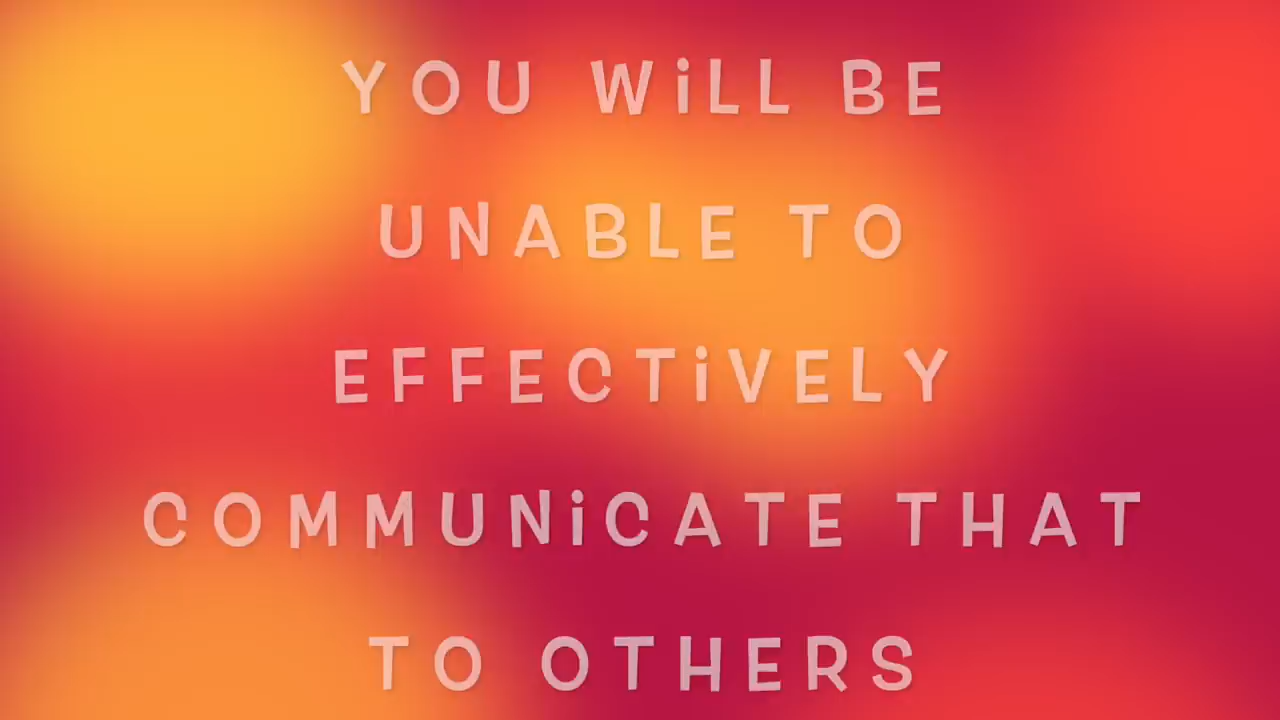 YOU WiLL BE
UNABLE TO
EFFECTiVELY
COMMUNiCATE THAT
TO OTHERS